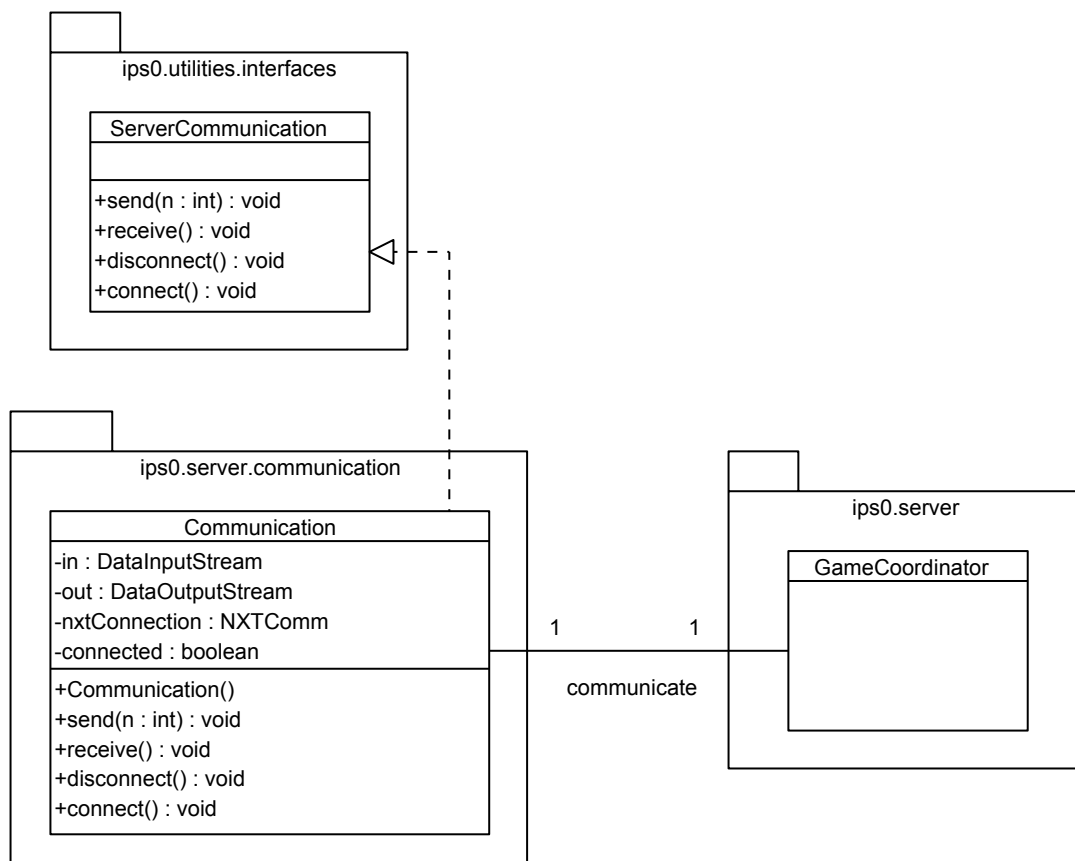 ips0.utilities.interfaces
ServerCommunication
+send(n : int) : void
+receive() : void
+disconnect() : void
+connect() : void
ips0.server.communication
Communication
-in : DataInputStream
-out : DataOutputStream
-nxtConnection : NXTComm
-connected : boolean
+Communication()
+send(n : int) : void
+receive() : void
+disconnect() : void
+connect() : void
1
1
communicate
ips0.server
GameCoordinator